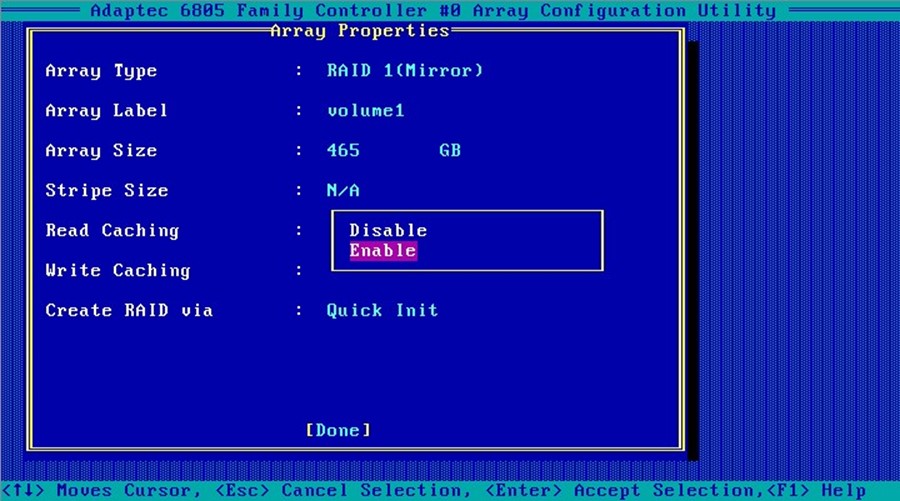 Adaptec 6805 Family Controller #0 Array Configuration Utility
Array Properties
Array Type : RAID 1(Mirror)
Array Label : volume1
Array Size : 465 GB
Stripe Size : N/A
Read Caching : Disable
Enable
Write Caching :
Create RAID via : Quick Init
[Done]
<↑↓> Moves Cursor, <Esc> Cancel Selection, <Enter> Accept Selection,<F1> Help